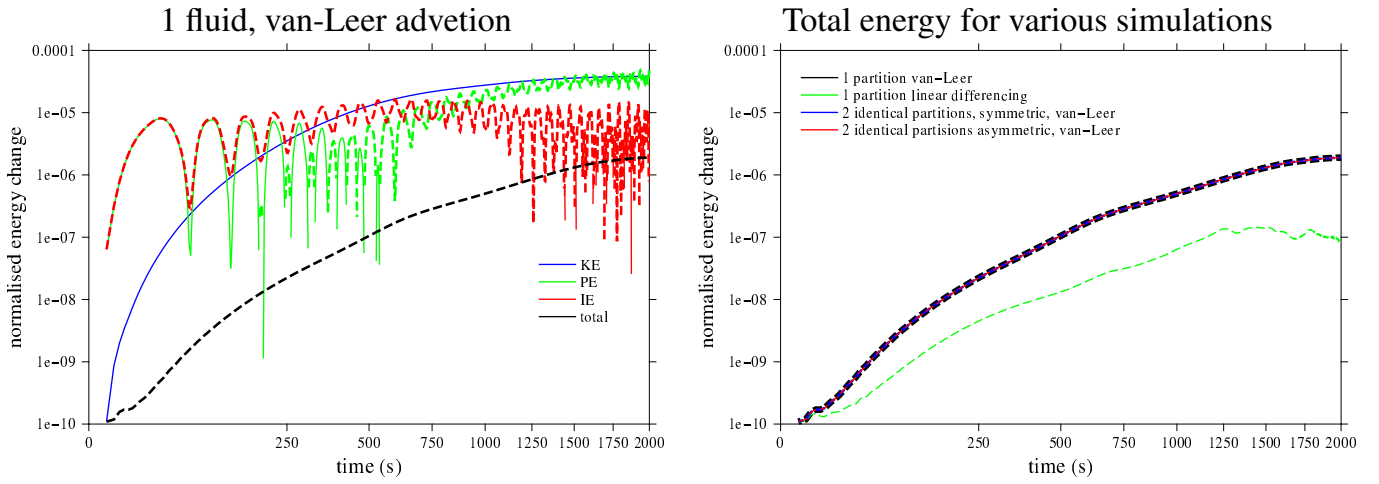 1 fluid, van-Leer advetion
0.0001
1e-05
1e-06
1e-07
1e-08
1e-09
1e-10
normalised energy change
KE
PE
IE
total
0 250 500 750 1000 1250 1500 1750 2000
time (s)
Total energy for various simulations
0.0001
1e-05
1e-06
1e-07
1e-08
1e-09
1e-10
normalised energy change
1 partition van-Leer
1 partition linear differencing
2 identical partitions, symmetric, van-Leer
2 identical partisions asymmetric, van-Leer
0 250 500 750 1000 1250 1500 1750 2000
time (s)